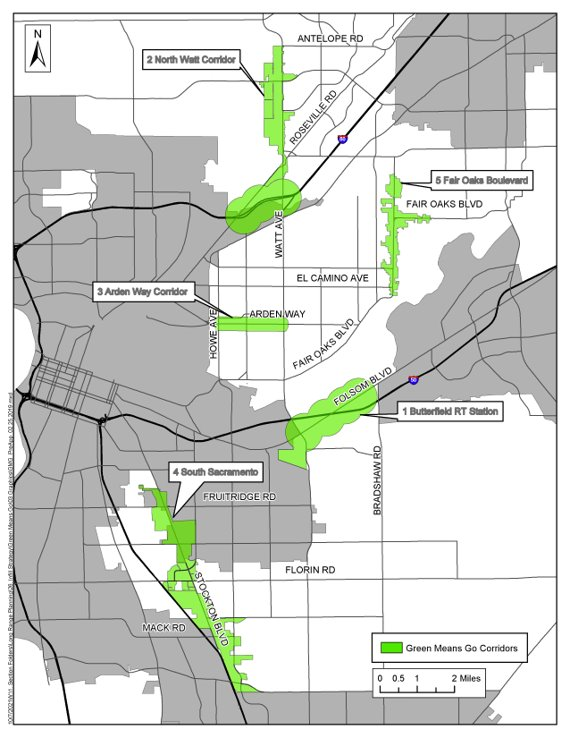 N
ANTELOPE RD
2 North Watt Corridor
ROSEVILLE RD
80
5 Fair Oaks Boulevard
FAIR OAKS BLVD
WATT AVE
EL CAMINO AVE
3 Arden Way Corridor
ARDEN WAY
HOWE AVE
FAIR OAKS BLVD
FOLSOM BLVD
50
1 Butterfield RT Station
4 South Sacramento
FRUITRIDGE RD
BRADSHAW RD
FLORIN RD
STOCKTON BLVD
MACK RD
Green Means Go Corridors
0 0.5 1 2 Miles